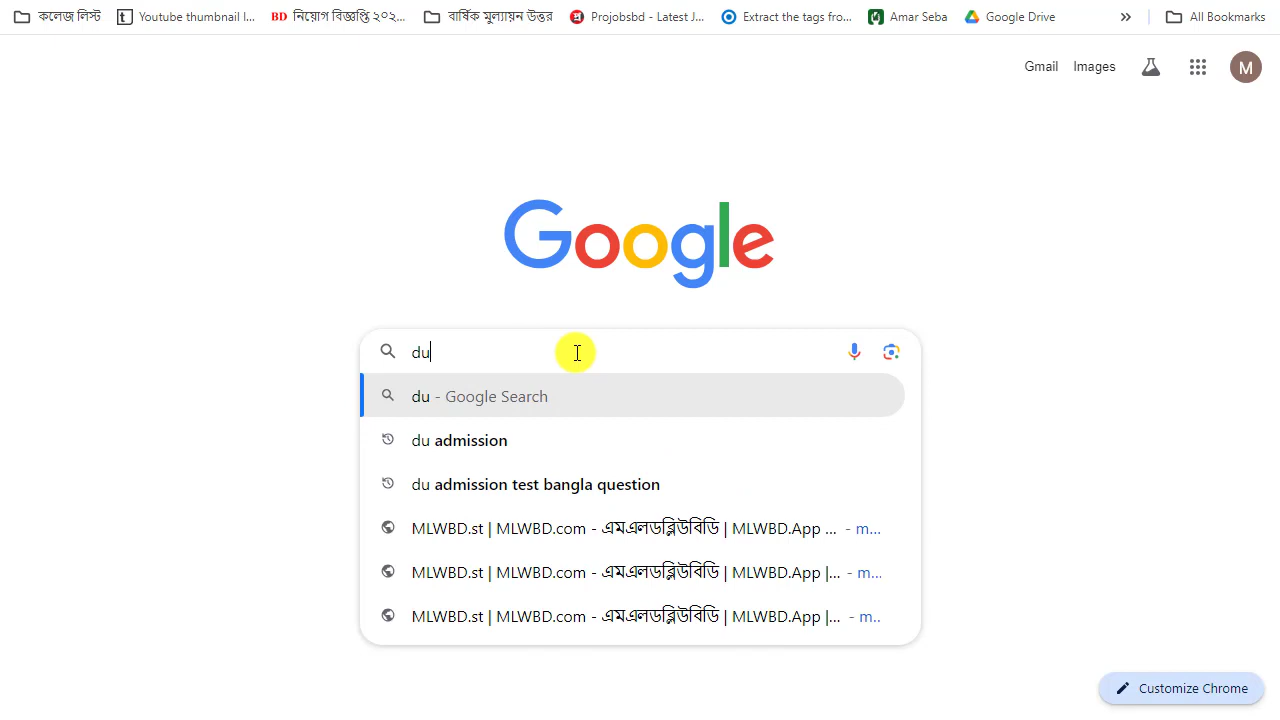 কলেজ লিস্ট
Youtube thumbnail I...
BD নিয়োগ বিজ্ঞপ্তি ২০২...
বার্ষিক মুল্যায়ন উত্তর
Projobsbd - Latest J...
Extract the tags from...
Amar Seba
Google Drive
»
All Bookmarks
Gmail
Images
M
Google
du
du - Google Search
du admission
du admission test bangla question
MLWBD.st | MLWBD.com - এমএলডব্লিউবিডি | MLWBD.App ... - m...
MLWBD.st | MLWBD.com - এমএলডব্লিউবিডি | MLWBD.App |... - m...
MLWBD.st | MLWBD.com - এমএলডব্লিউবিডি | MLWBD.App |... - m..
Customize Chrome